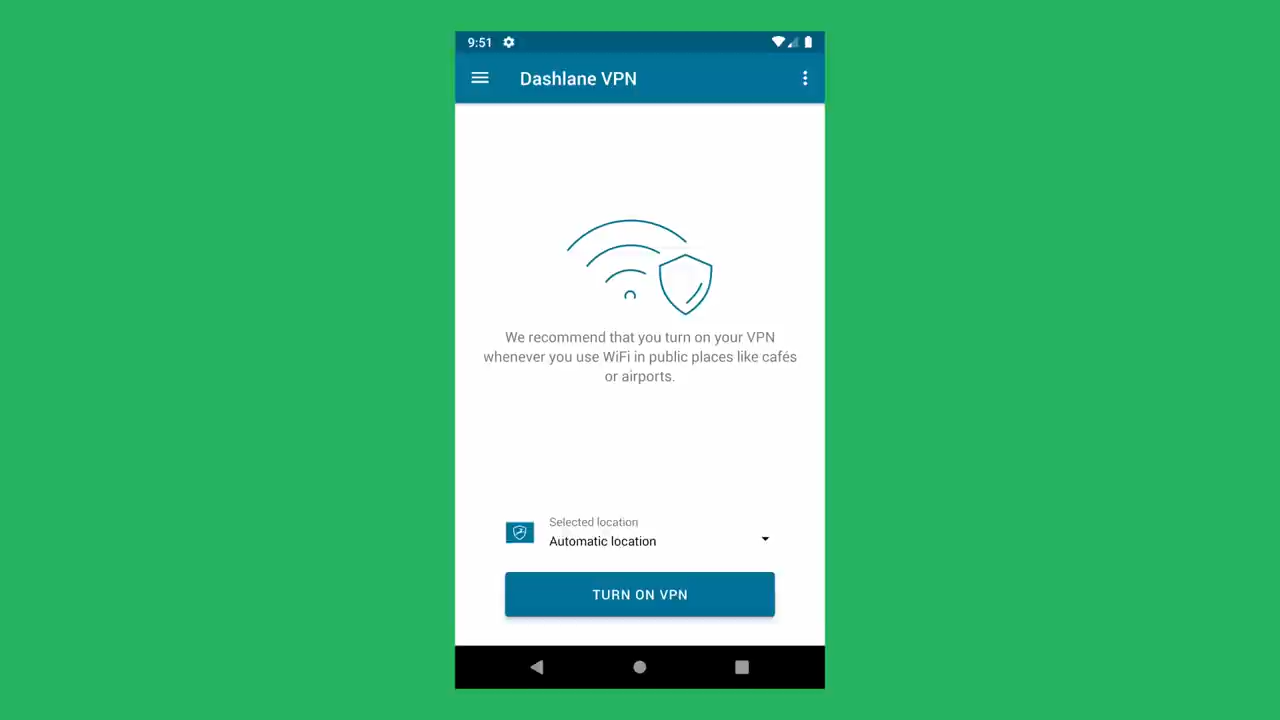 9:51
Dashlane VPN
We recommend that you turn on your VPN
whenever you use WiFi in public places like cafés
or airports.
Selected location
Automatic location
TURN ON VPN